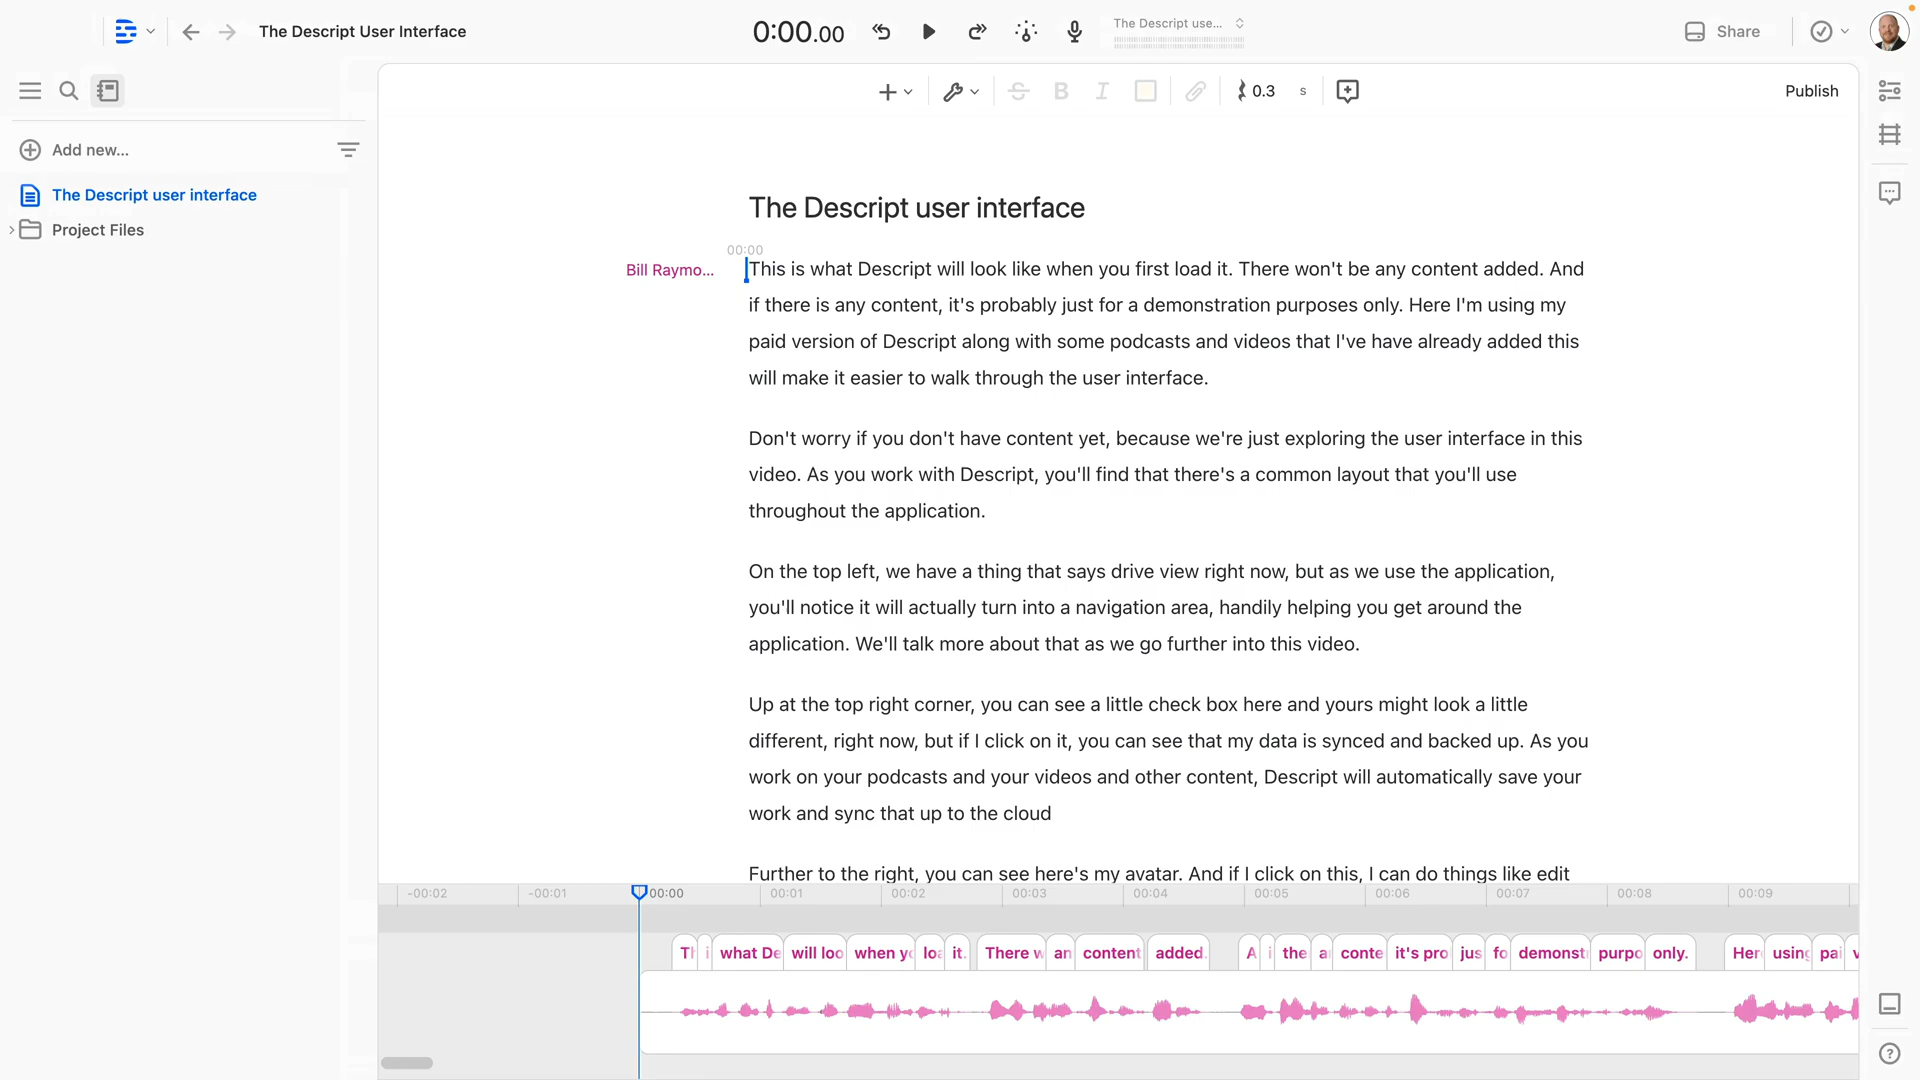 The Descript User Interface
0:00.00
The Descript use...
Share
0.3 s
Publish
Add new...
The Descript user interface
Project Files
The Descript user interface
00:00
Bill Raymo...
This is what Descript will look like when you first load it. There won't be any content added. And
if there is any content, it's probably just for a demonstration purposes only. Here I'm using my
paid version of Descript along with some podcasts and videos that I've have already added this
will make it easier to walk through the user interface.
Don't worry if you don't have content yet, because we're just exploring the user interface in this
video. As you work with Descript, you'll find that there's a common layout that you'll use
throughout the application.
On the top left, we have a thing that says drive view right now, but as we use the application,
you'll notice it will actually turn into a navigation area, handily helping you get around the
application. We'll talk more about that as we go further into this video.
Up at the top right corner, you can see a little check box here and yours might look a little
different, right now, but if I click on it, you can see that my data is synced and backed up. As you
work on your podcasts and your videos and other content, Descript will automatically save your
work and sync that up to the cloud
Further to the right, you can see here's my avatar. And if I click on this, I can do things like edit
-00:02 -00:01 00:00 00:01 00:02 00:03 00:04 00:05 00:06 00:07 00:08 00:09
Th i what De will loo when yo loa it. There w an content added. A i the a conte it's pro jus fo demonst purpo only. Her using pai v